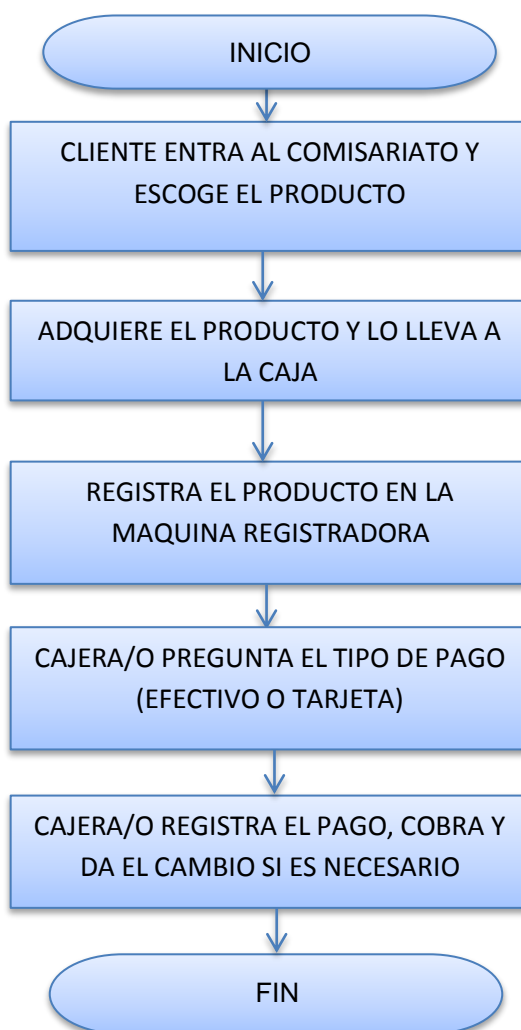 INICIO
CLIENTE ENTRA AL COMISARIATO Y
ESCOGE EL PRODUCTO
ADQUIERE EL PRODUCTO Y LO LLEVA A
LA CAJA
REGISTRA EL PRODUCTO EN LA
MAQUINA REGISTRADORA
CAJERA/O PREGUNTA EL TIPO DE PAGO
(EFECTIVO O TARJETA)
CAJERA/O REGISTRA EL PAGO, COBRA Y
DA EL CAMBIO SI ES NECESARIO
FIN